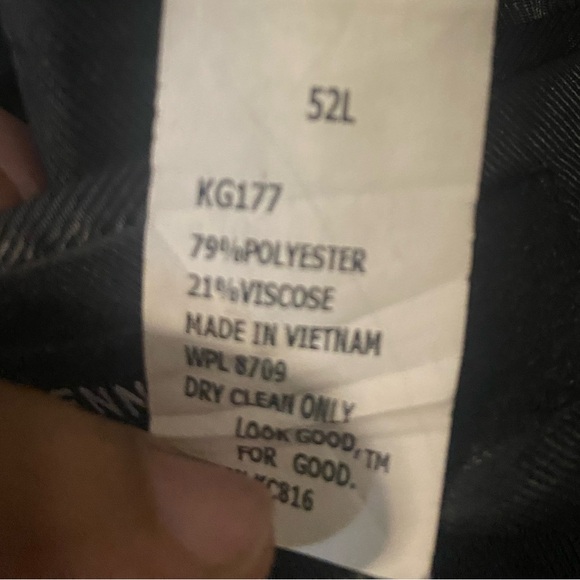 52L
KG177
79%POLYESTER
21%VISCOSE
MADE IN VIETNAM
WPL 8709
DRY CLEAN ONLY
LOOK GOOD,TM
FOR GOOD.
C816